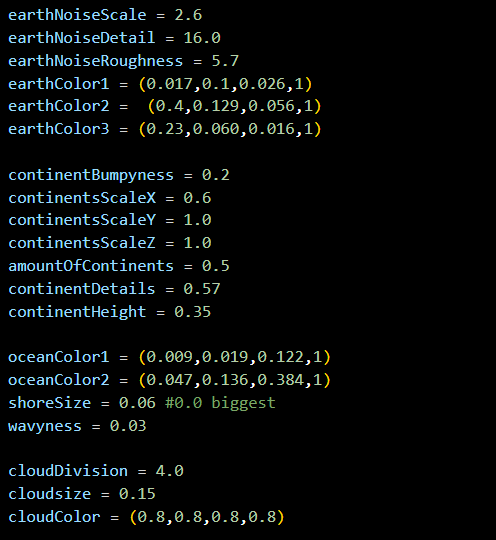 earthNoiseScale = 2.6
earthNoiseDetail = 16.0
earthNoiseRoughness = 5.7
earthColor1 = (0.017,0.1,0.026,1)
earthColor2 =  (0.4,0.129,0.056,1)
earthColor3 = (0.23,0.060,0.016,1)

continentBumpyness = 0.2
continentsScaleX = 0.6
continentsScaleY = 1.0
continentsScaleZ = 1.0
amountOfContinents = 0.5
continentDetails = 0.57
continentHeight = 0.35

oceanColor1 = (0.009,0.019,0.122,1)
oceanColor2 = (0.047,0.136,0.384,1)
shoreSize = 0.06 #0.0 biggest
wavyness = 0.03

cloudDivision = 4.0
cloudsize = 0.15
cloudColor = (0.8,0.8,0.8,0.8)